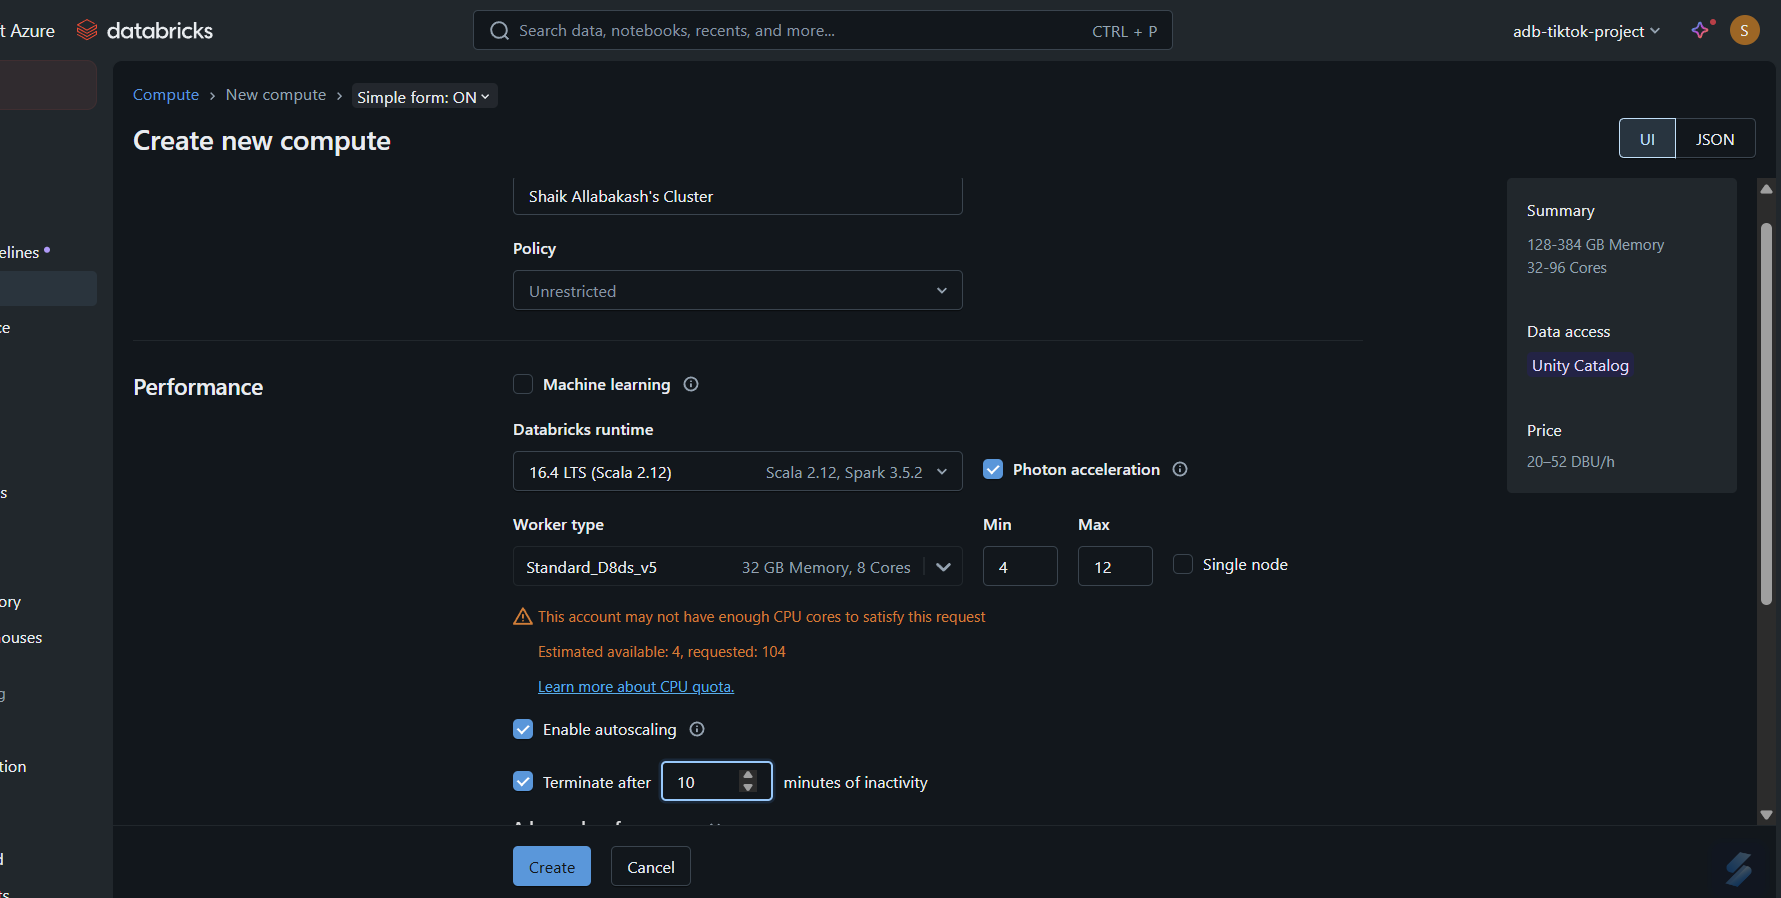 t Azure
databricks
Search data, notebooks, recents, and more...
CTRL + P
adb-tiktok-project
S
Compute > New compute > Simple form: ON
Create new compute
UI
JSON
Shaik Allabakash's Cluster
Policy
Unrestricted
Performance
Machine learning
Databricks runtime
16.4 LTS (Scala 2.12) Scala 2.12, Spark 3.5.2
Photon acceleration
Worker type
Min
Max
Standard_D8ds_v5 32 GB Memory, 8 Cores
4
12
Single node
This account may not have enough CPU cores to satisfy this request
Estimated available: 4, requested: 104
Learn more about CPU quota.
Enable autoscaling
Terminate after 10 minutes of inactivity
Create
Cancel
Summary
128-384 GB Memory
32-96 Cores
Data access
Unity Catalog
Price
20–52 DBU/h
elines
ce
s
ory
ouses
g
tion
d
ts